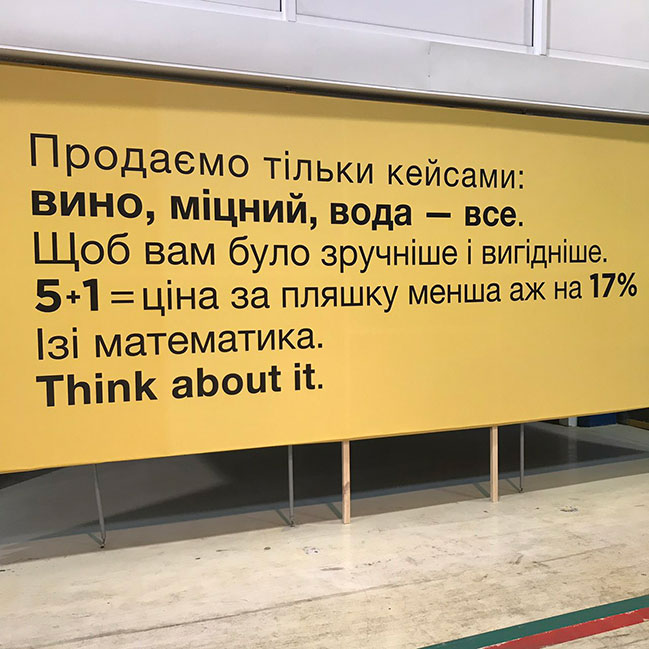 Продаємо тільки кейсами:
вино, міцний, вода — все.
Щоб вам було зручніше і вигідніше.
5+1=ціна за пляшку менша аж на 17%
Ізі математика.
Think about it.